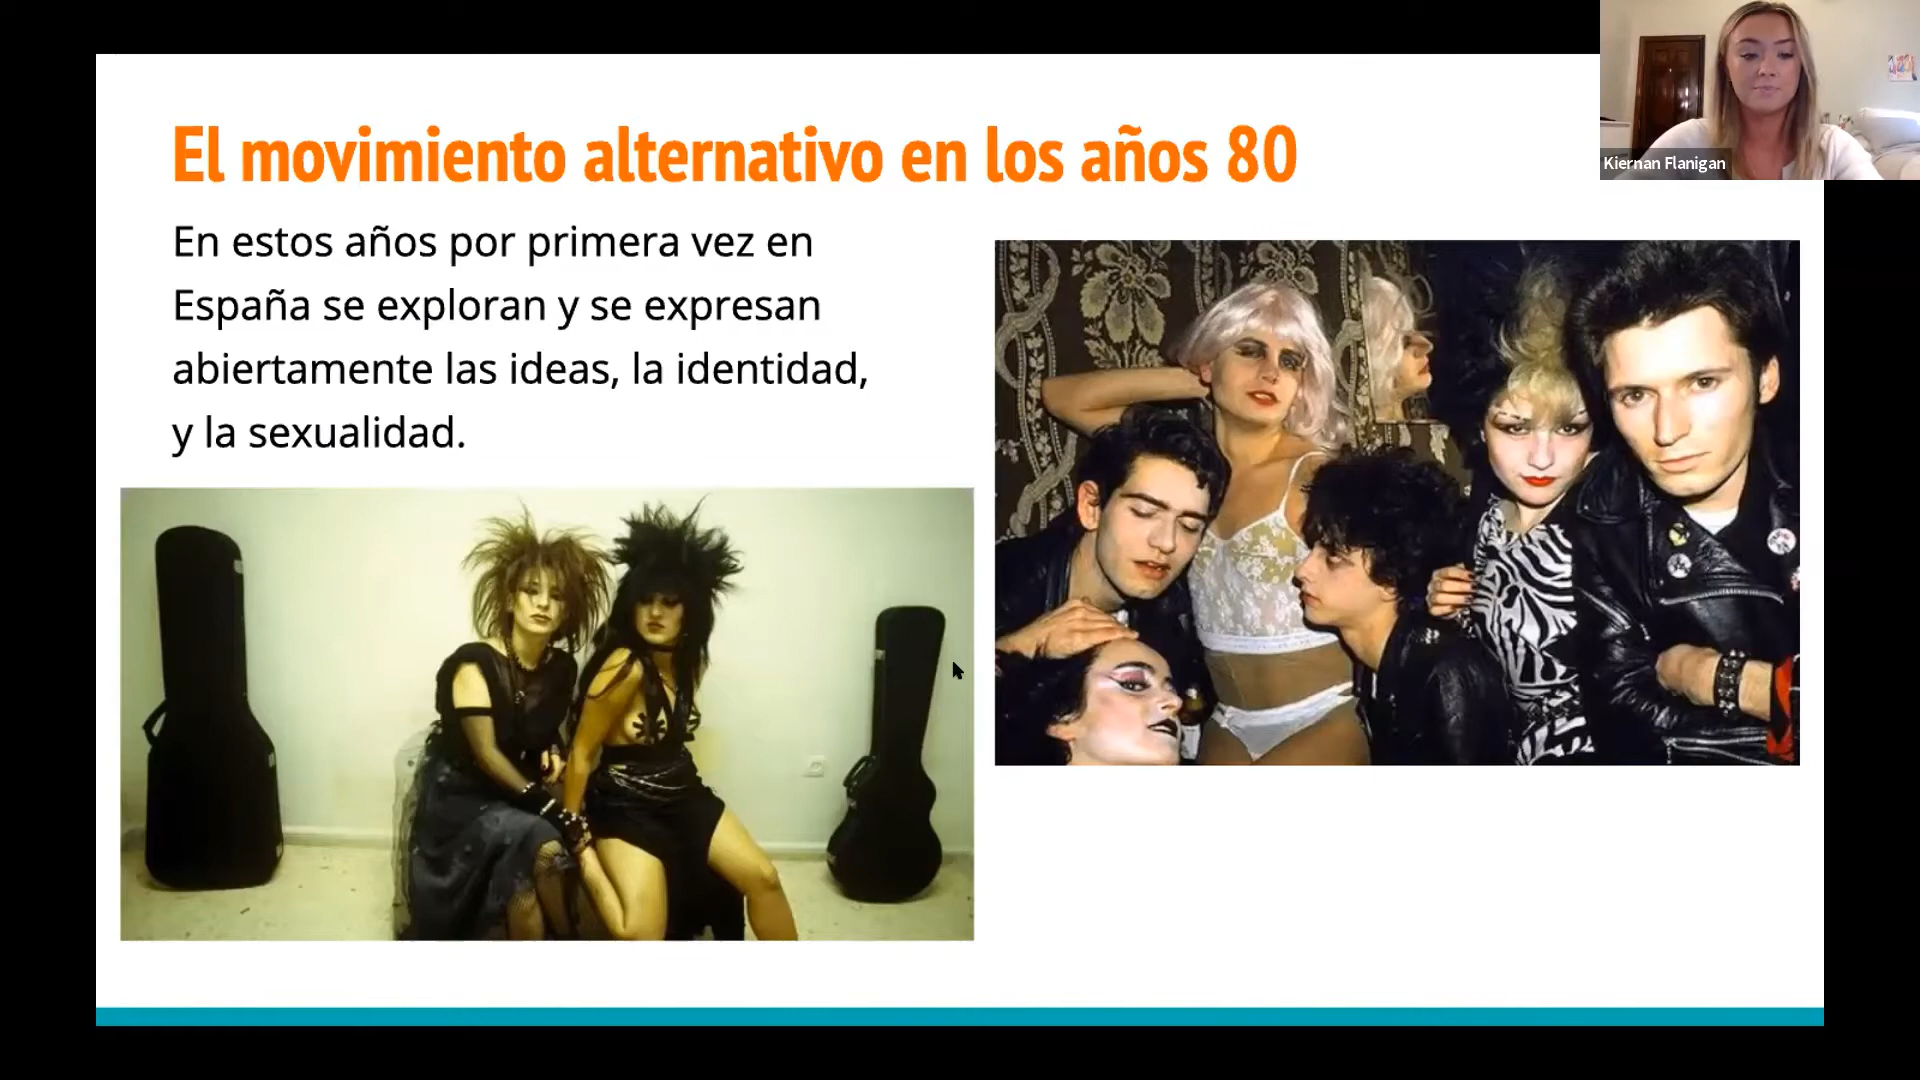 El movimiento alternativo en los años 80
En estos años por primera vez en
España se exploran y se expresan
abiertamente las ideas, la identidad,
y la sexualidad.
Kiernan Flanigan